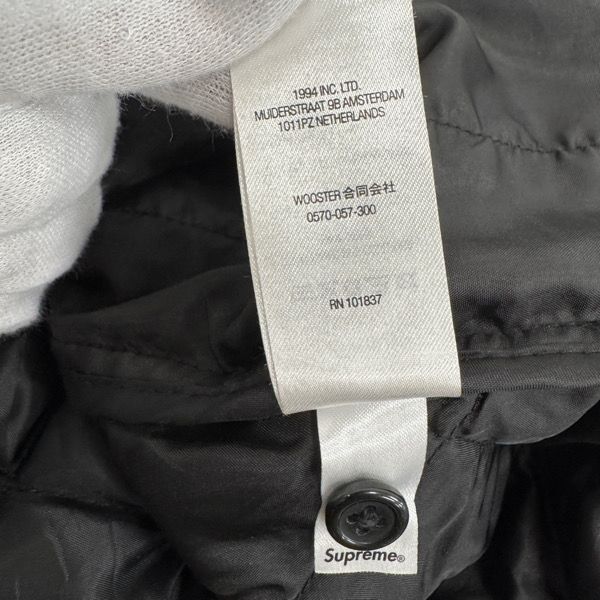 1994 INC. LTD.
MUIDERSTRAAT 9B AMSTERDAM
1011PZ NETHERLANDS
WOOSTER 合同会社
0570-057-300
RN 101837
Supreme®